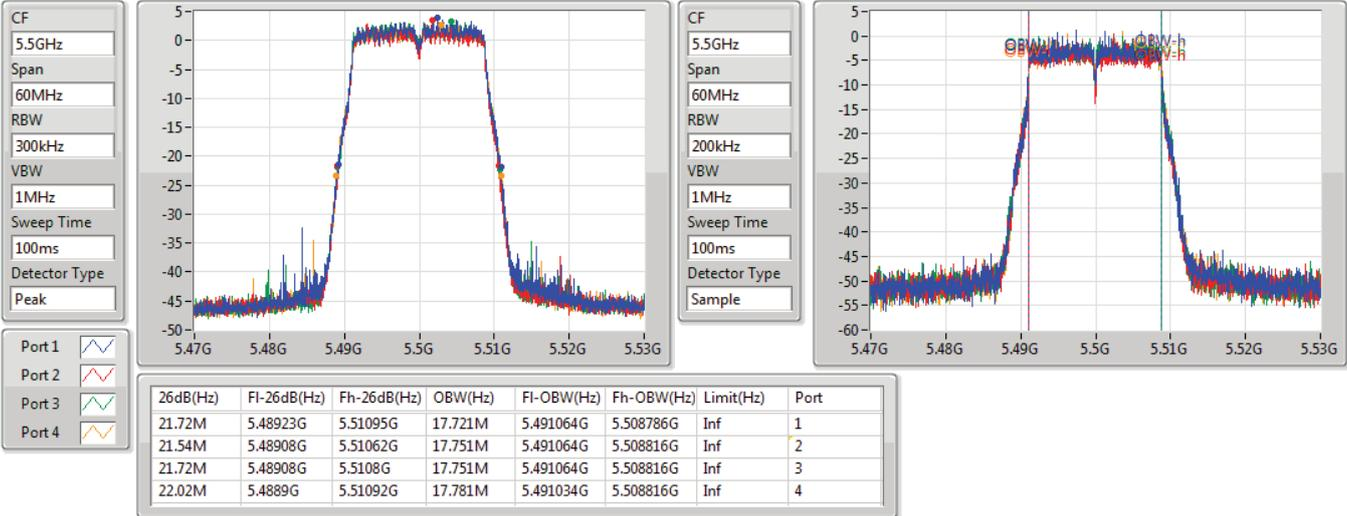 CF
5.5GHz
Span
60MHz
RBW
300kHz
VBW
1MHz
Sweep Time
100ms
Detector Type
Peak
5
0
-5
-10
-15
-20
-25
-30
-35
-40
-45
-50
5.47G 5.48G 5.49G 5.5G 5.51G 5.52G 5.53G
CF
5.5GHz
Span
60MHz
RBW
200kHz
VBW
1MHz
Sweep Time
100ms
Detector Type
Sample
5
0
-5
-10
-15
-20
-25
-30
-35
-40
-45
-50
-55
-60
OBW-h
5.47G 5.48G 5.49G 5.5G 5.51G 5.52G 5.53G
Port 1
Port 2
Port 3
Port 4
26dB(Hz) Fl-26dB(Hz) Fh-26dB(Hz) OBW(Hz) Fl-OBW(Hz) Fh-OBW(Hz) Limit(Hz) Port
21.72M 5.48923G 5.51095G 17.721M 5.491064G 5.508786G Inf 1
21.54M 5.48908G 5.51062G 17.751M 5.491064G 5.508816G Inf 2
21.72M 5.48908G 5.5108G 17.751M 5.491064G 5.508816G Inf 3
22.02M 5.4889G 5.51092G 17.781M 5.491034G 5.508816G Inf 4